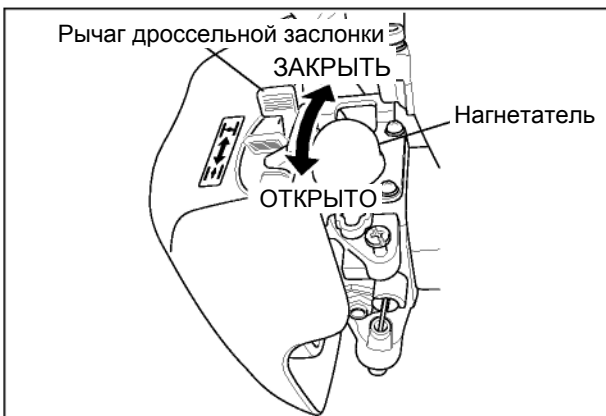 Рычаг дроссельной заслонки
ЗАКРЫТЬ
Нагнетатель
ОТКРЫТО